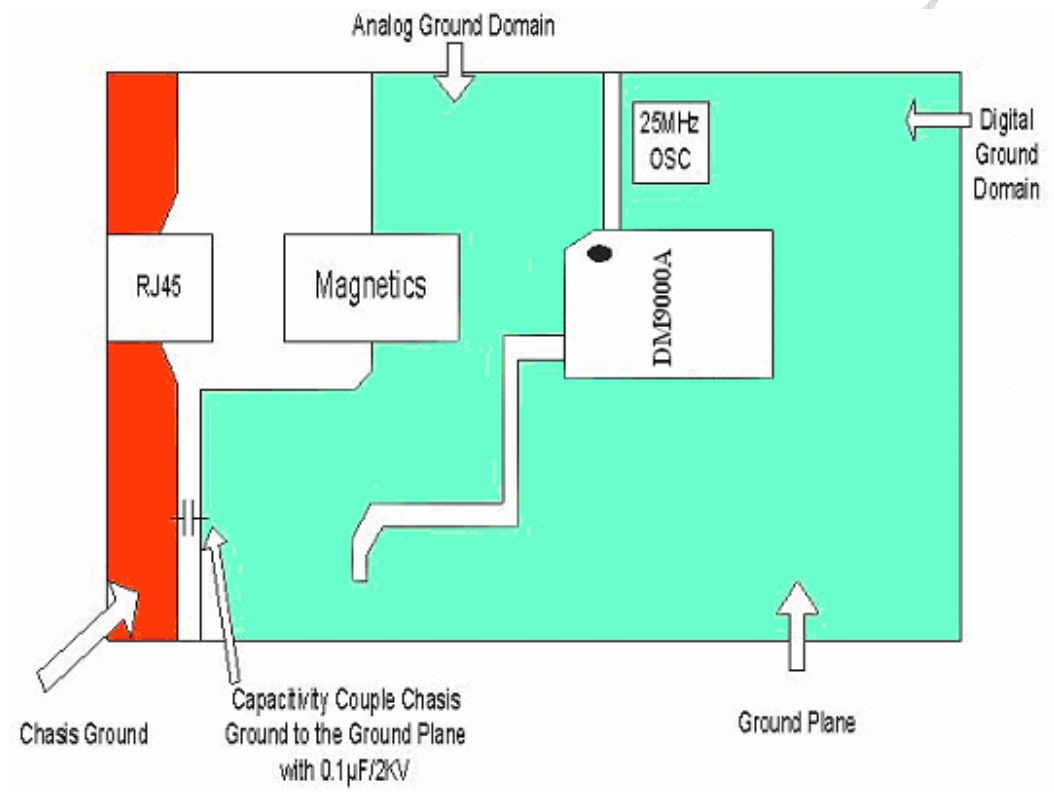 Analog Ground Domain
25MHz
OSC
Digital
Ground
Domain
RJ45
Magnetics
DM9000A
Chasis Ground
Capacitivity Couple Chasis
Ground to the Ground Plane
with 0.1µF/2KV
Ground Plane